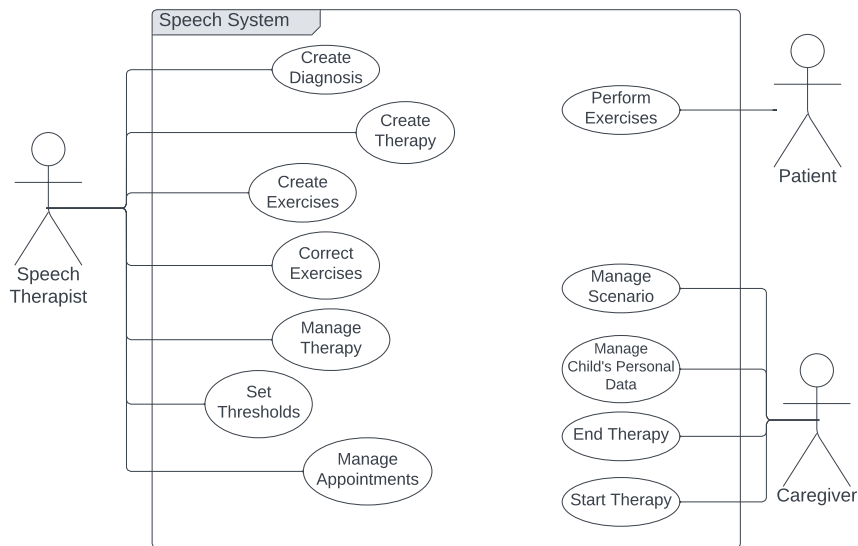 Speech System
Create
Diagnosis
Create
Therapy
Create
Exercises
Correct
Exercises
Manage
Therapy
Set
Thresholds
Manage
Appointments
Speech
Therapist
Perform
Exercises
Patient
Manage
Scenario
Manage
Child's Personal
Data
End Therapy
Start Therapy
Caregiver